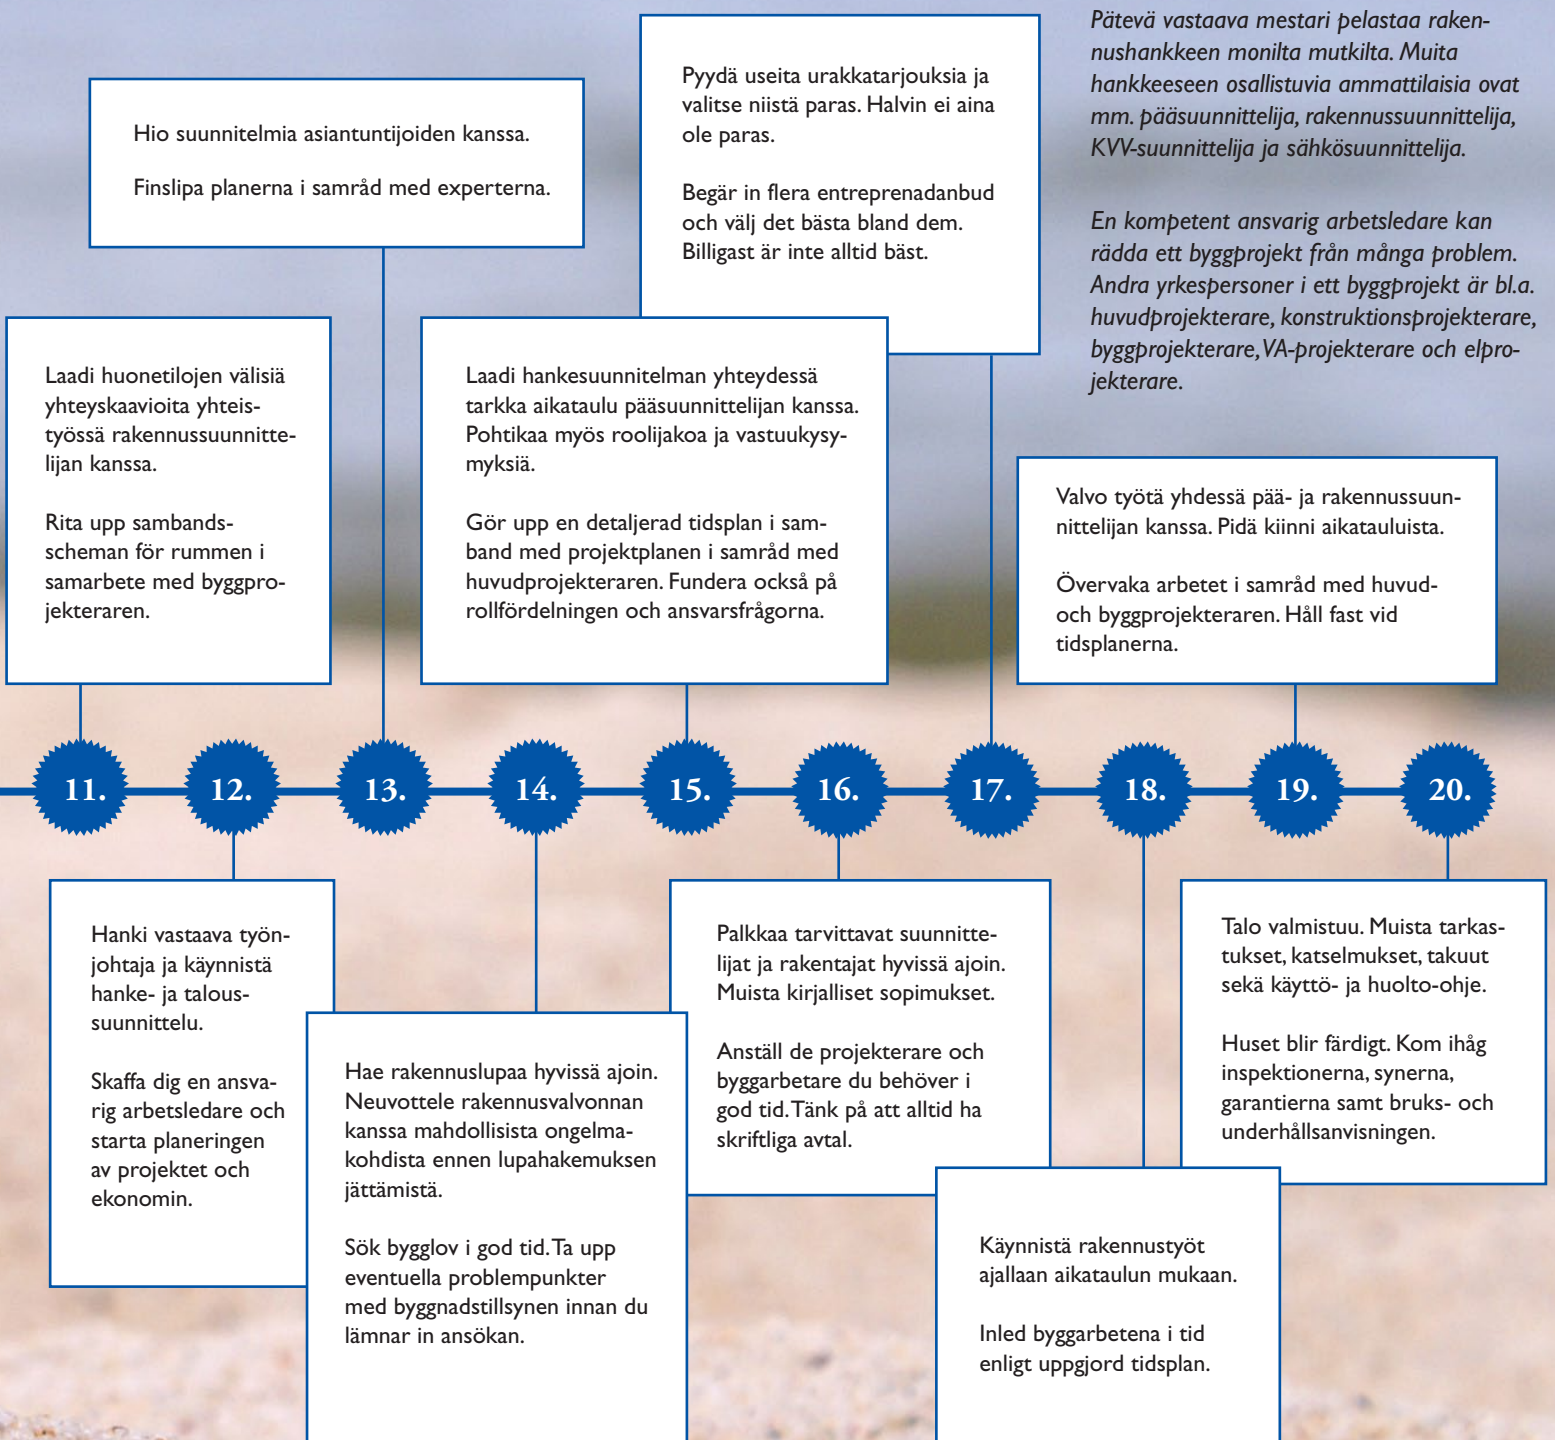 Pätevä vastaava mestari pelastaa raken-
nushankkeen monilta mutkilta. Muita
hankkeeseen osallistuvia ammattilaisia ovat
mm. pääsuunnittelija, rakennussuunnittelija,
KVV-suunnittelija ja sähkösuunnittelija.
En kompetent ansvarig arbetsledare kan
rädda ett byggprojekt från många problem.
Andra yrkespersoner i ett byggprojekt är bl.a.
huvudprojekterare, konstruktionsprojekterare,
byggprojekterare, VA-projekterare och elpro-
jekterare.
Pyydä useita urakkatarjouksia ja
valitse niistä paras. Halvin ei aina
ole paras.
Begär in flera entreprenadanbud
och välj det bästa bland dem.
Billigast är inte alltid bäst.
Hio suunnitelmia asiantuntijoiden kanssa.
Finslipa planerna i samråd med experterna.
Laadi huonetilojen välisiä
yhteyskaavioita yhteis-
työssä rakennussuunnitte-
lijan kanssa.
Rita upp sambands-
scheman för rummen i
samarbete med byggpro-
jekteraren.
Laadi hankesuunnitelman yhteydessä
tarkka aikataulu pääsuunnittelijan kanssa.
Pohtikaa myös roolijakoa ja vastuukysy-
myksiä.
Gör upp en detaljerad tidsplan i sam-
band med projektplanen i samråd med
huvudprojekteraren. Fundera också på
rollfördelningen och ansvarsfrågorna.
Valvo työtä yhdessä pää- ja rakennussuun-
nittelijan kanssa. Pidä kiinni aikatauluista.
Övervaka arbetet i samråd med huvud-
och byggprojekteraren. Håll fast vid
tidsplanerna.
11. 12. 13. 14. 15. 16. 17. 18. 19. 20.
Hanki vastaava työn-
johtaja ja käynnistä
hanke- ja talous-
suunnittelu.
Skaffa dig en ansva-
rig arbetsledare och
starta planeringen
av projektet och
ekonomin.
Hae rakennuslupaa hyvissä ajoin.
Neuvottele rakennusvalvonnan
kanssa mahdollisista ongelma-
kohdista ennen lupahakemuksen
jättämistä.
Sök bygglov i god tid. Ta upp
eventuella problempunkter
med byggnadstillsynen innan du
lämnar in ansökan.
Palkkaa tarvittavat suunnitte-
lijat ja rakentajat hyvissä ajoin.
Muista kirjalliset sopimukset.
Anställ de projekterare och
byggarbetare du behöver i
god tid. Tänk på att alltid ha
skriftliga avtal.
Käynnistä rakennustyöt
ajallaan aikataulun mukaan.
Inled byggarbetena i tid
enligt uppgjord tidsplan.
Talo valmistuu. Muista tarkas-
tukset, katselmukset, takuut
sekä käyttö- ja huolto-ohje.
Huset blir färdigt. Kom ihåg
inspektionerna, synerna,
garantierna samt bruks- och
underhållsanvisningen.